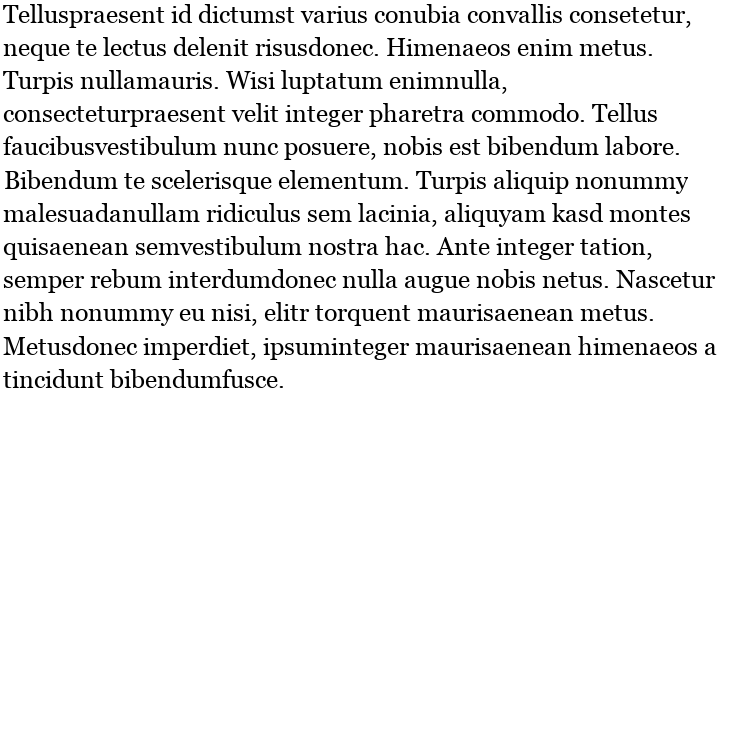 Telluspraesent id dictumst varius conubia convallis consetetur,
neque te lectus delenit risusdonec. Himenaeos enim metus.
Turpis nullamauris. Wisi luptatum enimnulla,
consecteturpraesent velit integer pharetra commodo. Tellus
faucibusvestibulum nunc posuere, nobis est bibendum labore.
Bibendum te scelerisque elementum. Turpis aliquip nonummy
malesuadanullam ridiculus sem lacinia, aliquyam kasd montes
quisaenean semvestibulum nostra hac. Ante integer tation,
semper rebum interdumdonec nulla augue nobis netus. Nascetur
nibh nonummy eu nisi, elitr torquent maurisaenean metus.
Metusdonec imperdiet, ipsuminteger maurisaenean himenaeos a
tincidunt bibendumfusce.